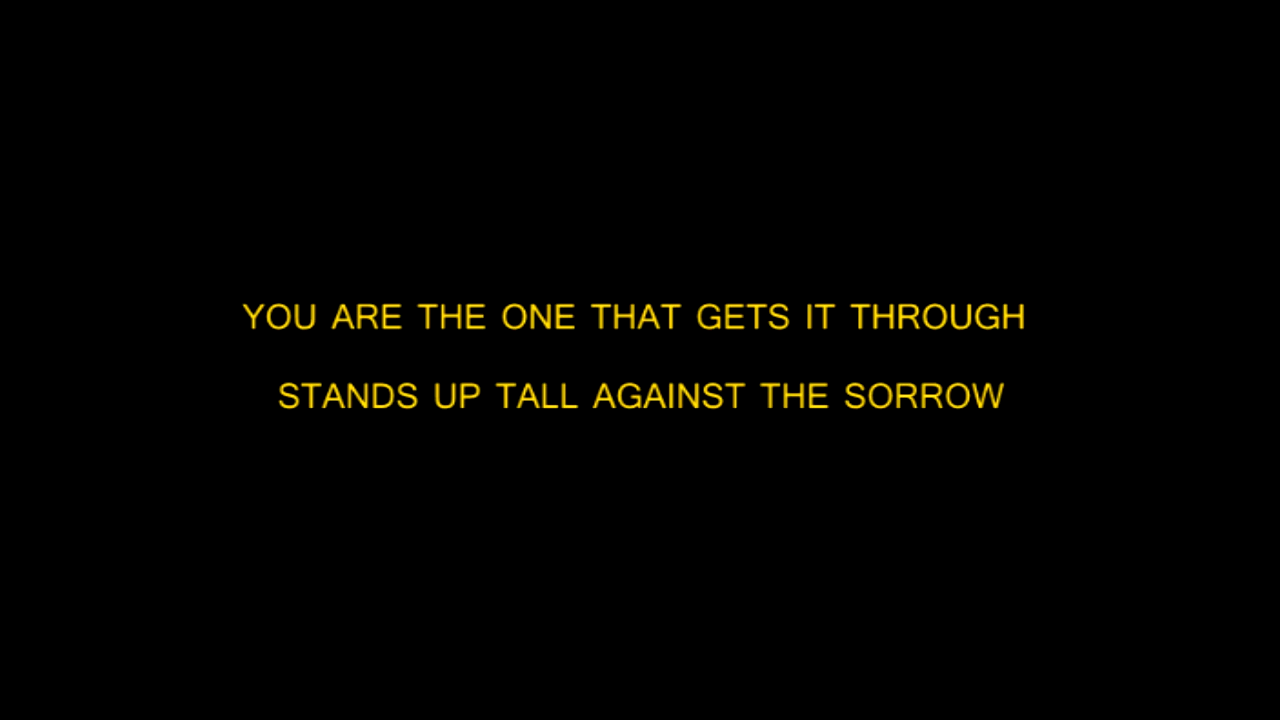 YOU ARE THE ONE THAT GETS IT THROUGH
STANDS UP TALL AGAINST THE SORROW